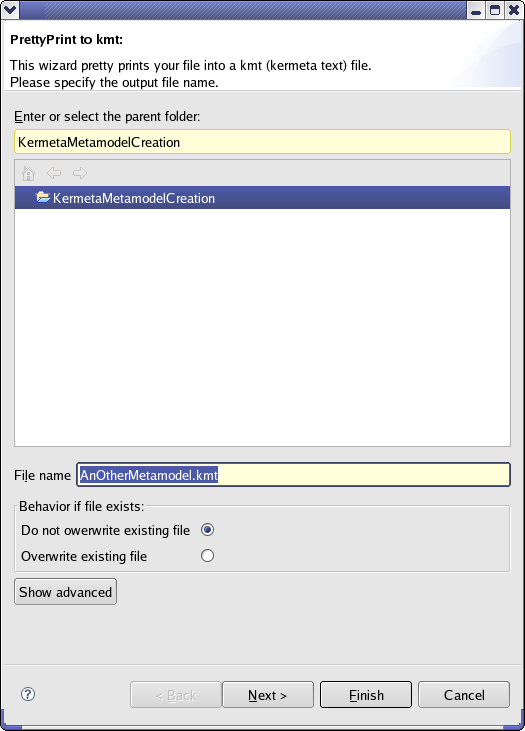 PrettyPrint to kmt:
This wizard pretty prints your file into a kmt (kermeta text) file.
Please specify the output file name.
Enter or select the parent folder:
KermetaMetamodelCreation
KermetaMetamodelCreation
File name AnOtherMetamodel.kmt
Behavior if file exists:
Do not owerwrite existing file
Overwrite existing file
Show advanced
< Back Next > Finish Cancel